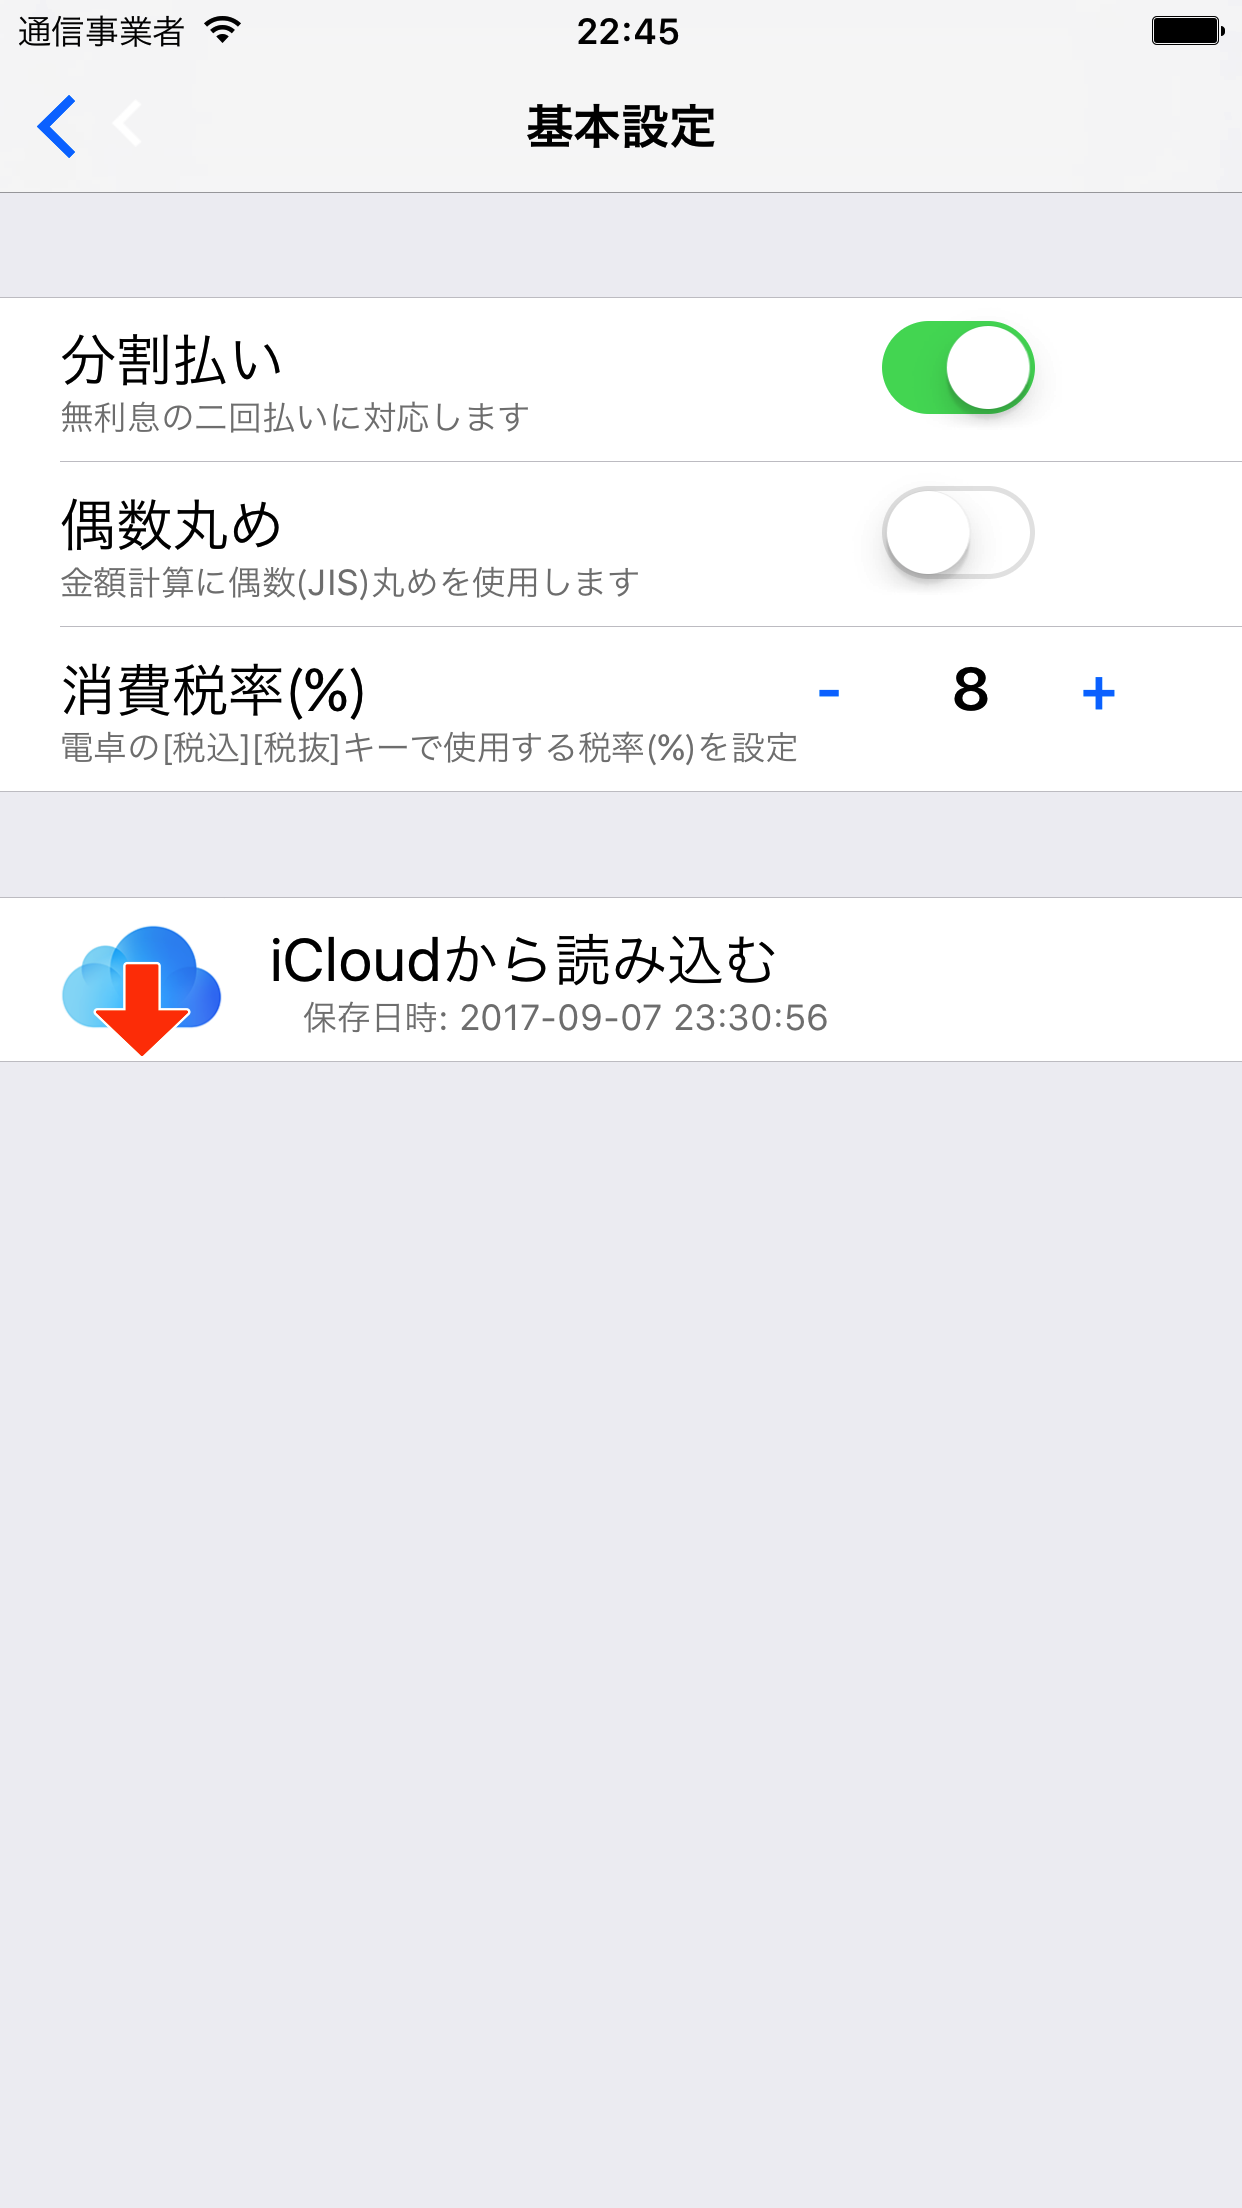 通信事業者 22:45
基本設定
分割払い
無利息の二回払いに対応します
偶数丸め
金額計算に偶数(JIS)丸めを使用します
消費税率(%) - 8 +
電卓の[税込][税抜]キーで使用する税率(%)を設定
iCloudから読み込む
保存日時: 2017-09-07 23:30:56